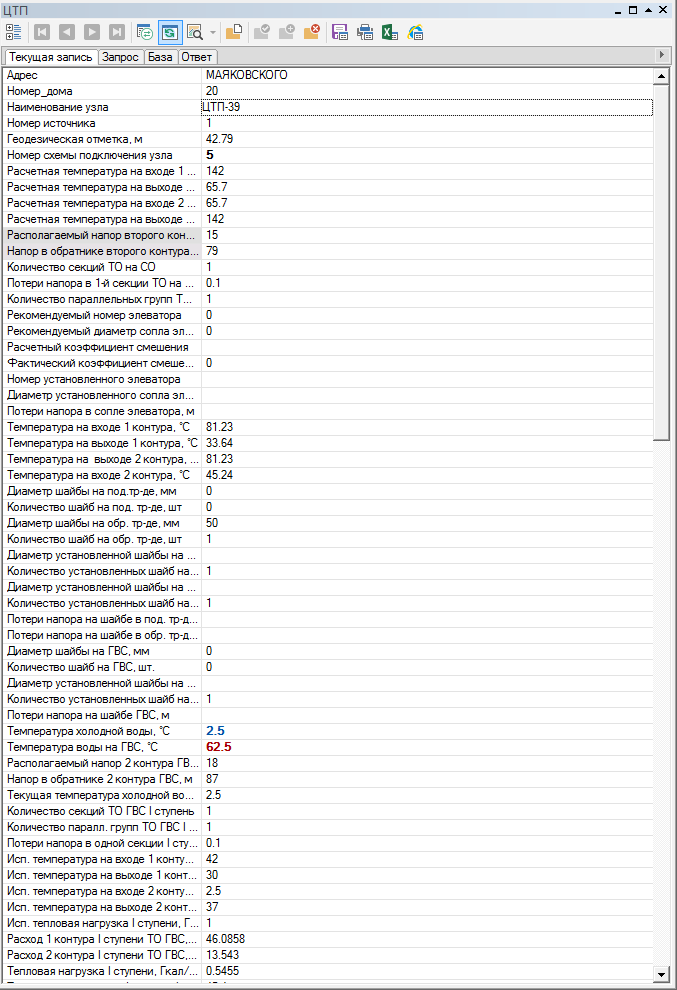 ЦТП
Текущая запись Запрос База Ответ
Адрес МАЯКОВСКОГО
Номер_дома 20
Наименование узла ЦТП-39
Номер источника 1
Геодезическая отметка, м 42.79
Номер схемы подключения узла 5
Расчетная температура на входе 1 ... 142
Расчетная температура на выходе ... 65.7
Расчетная температура на входе 2 ... 65.7
Расчетная температура на выходе ... 142
Располагаемый напор второго кон... 15
Напор в обратнике второго контура... 79
Количество секций ТО на СО 1
Потери напора в 1-й секции ТО на ... 0.1
Количество параллельных групп Т... 1
Рекомендуемый номер элеватора 0
Рекомендуемый диаметр сопла эл... 0
Расчетный коэффициент смешения
Фактический коэффициент смеше... 0
Номер установленного элеватора
Диаметр установленного сопла эл...
Потери напора в сопле элеватора, м
Температура на входе 1 контура, °С 81.23
Температура на выходе 1 контура, °С 33.64
Температура на выходе 2 контура, ... 81.23
Температура на входе 2 контура, °С 45.24
Диаметр шайбы на под.тр-де, мм 0
Количество шайб на под. тр-де, шт 0
Диаметр шайбы на обр. тр-де, мм 50
Количество шайб на обр. тр-де, шт 1
Диаметр установленной шайбы на ...
Количество установленных шайб на... 1
Диаметр установленной шайбы на ...
Количество установленных шайб на... 1
Потери напора на шайбе в под. тр-д...
Потери напора на шайбе в обр. тр-д...
Диаметр шайбы на ГВС, мм 0
Количество шайб на ГВС, шт. 0
Диаметр установленной шайбы на ...
Количество установленных шайб на... 1
Потери напора на шайбе ГВС, м
Температура холодной воды, °С 2.5
Температура воды на ГВС, °С 62.5
Располагаемый напор 2 контура ГВ... 18
Напор в обратнике 2 контура ГВС, м 87
Текущая температура холодной во... 2.5
Количество секций ТО ГВС I ступень 1
Количество паралл. групп ТО ГВС I ... 1
Потери напора в одной секции I сту... 0.1
Исп. температура на входе 1 конту... 42
Исп. температура на выходе 1 конт... 30
Исп. температура на входе 2 конту... 2.5
Исп. температура на выходе 2 конт... 37
Исп. тепловая нагрузка I ступени, Г... 1
Расход 1 контура I ступени ТО ГВС,... 46.0858
Расход 2 контура I ступени ТО ГВС,... 13.543
Тепловая нагрузка I ступени, Гкал/... 0.5455